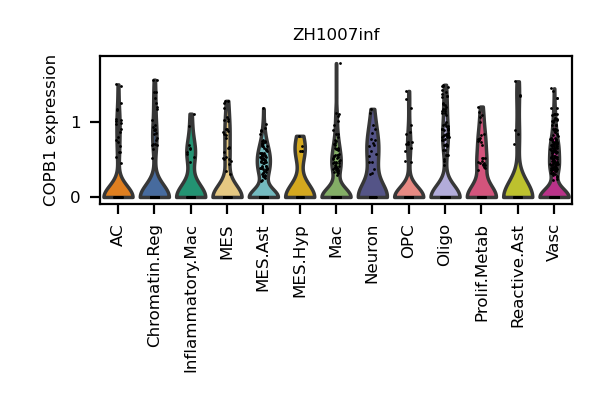 ZH1007inf
COPB1 expression
1
0
AC
Chromatin.Reg
Inflammatory.Mac
MES
MES.Ast
MES.Hyp
Mac
Neuron
OPC
Oligo
Prolif.Metab
Reactive.Ast
Vasc